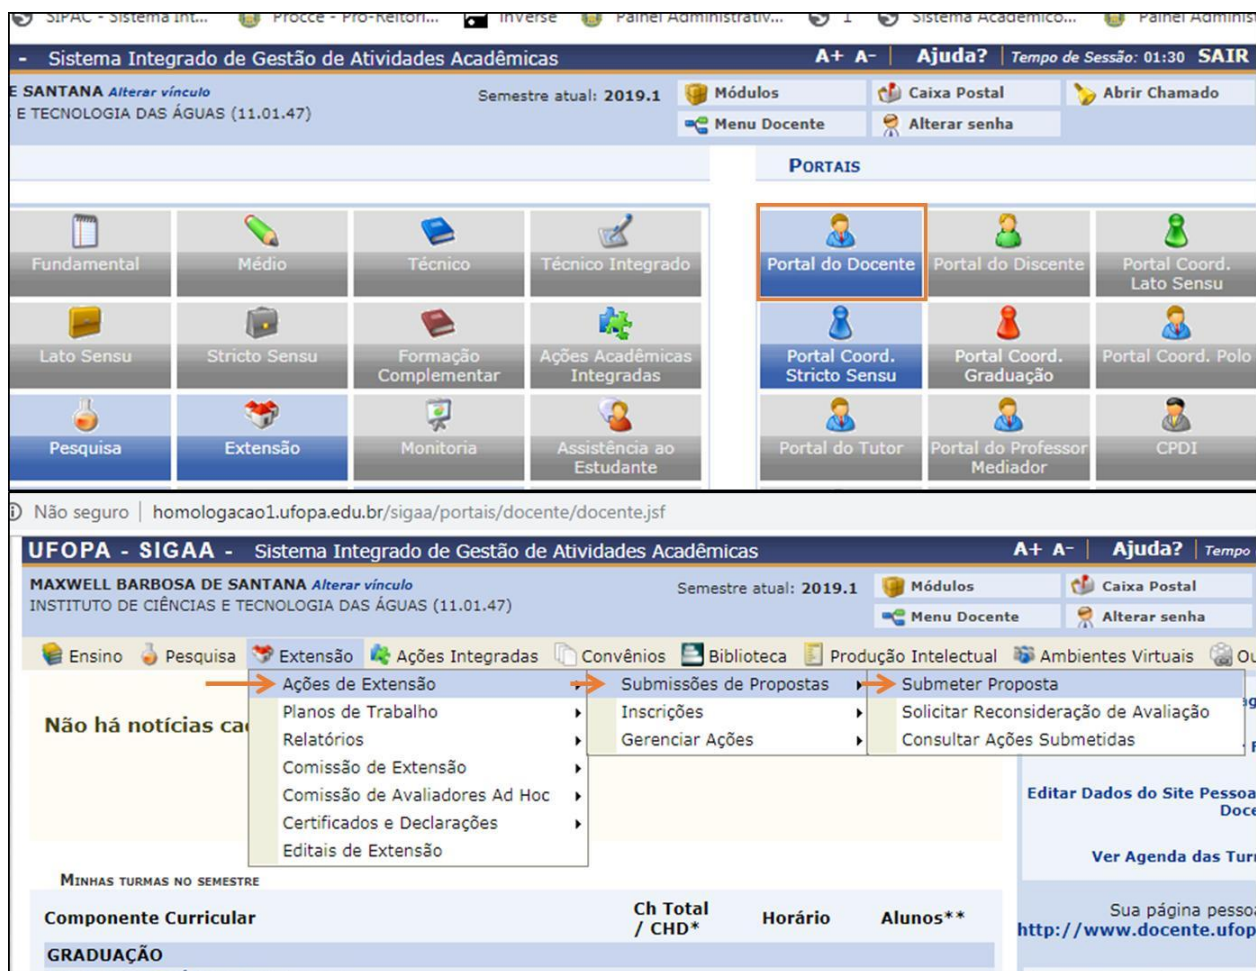 SIPAC - Sistema Int... Procce - Pró-Reitori... Inverse Painel Administrativ... 1 Sistema Acadêmico... Painel Adminis
- Sistema Integrado de Gestão de Atividades Acadêmicas A+ A- | Ajuda? | Tempo de Sessão: 01:30 SAIR
E SANTANA Alterar vínculo Semestre atual: 2019.1 Módulos Caixa Postal Abrir Chamado
E TECNOLOGIA DAS ÁGUAS (11.01.47) Menu Docente Alterar senha
PORTAIS
Fundamental Médio Técnico Técnico Integrado Portal do Docente Portal do Discente Portal Coord.
Lato Sensu
Lato Sensu Stricto Sensu Formação Ações Acadêmicas Portal Coord. Portal Coord. Portal Coord. Polo
Complementar Integradas Stricto Sensu Graduação
Pesquisa Extensão Monitoria Assistência ao Portal do Tutor Portal do Professor CPDI
Estudante Mediador
Não seguro | homologacao1.ufopa.edu.br/sigaa/portais/docente/docente.jsf
UFOPA - SIGAA - Sistema Integrado de Gestão de Atividades Acadêmicas A+ A- | Ajuda? | Tempo
MAXWELL BARBOSA DE SANTANA Alterar vínculo Semestre atual: 2019.1 Módulos Caixa Postal
INSTITUTO DE CIÊNCIAS E TECNOLOGIA DAS ÁGUAS (11.01.47) Menu Docente Alterar senha
Ensino Pesquisa Extensão Ações Integradas Convênios Biblioteca Produção Intelectual Ambientes Virtuais Ou
Ações de Extensão Submissões de Propostas Submeter Proposta
Planos de Trabalho Inscrições Solicitar Reconsideração de Avaliação
Não há notícias ca
Relatórios Gerenciar Ações Consultar Ações Submetidas
Comissão de Extensão
Comissão de Avaliadores Ad Hoc Editar Dados do Site Pessoa
Doce
Certificados e Declarações
Editais de Extensão Ver Agenda das Tur
MINHAS TURMAS NO SEMESTRE
Componente Curricular Ch Total / CHD* Horário Alunos** Sua página pessoa
http://www.docente.ufop
GRADUAÇÃO